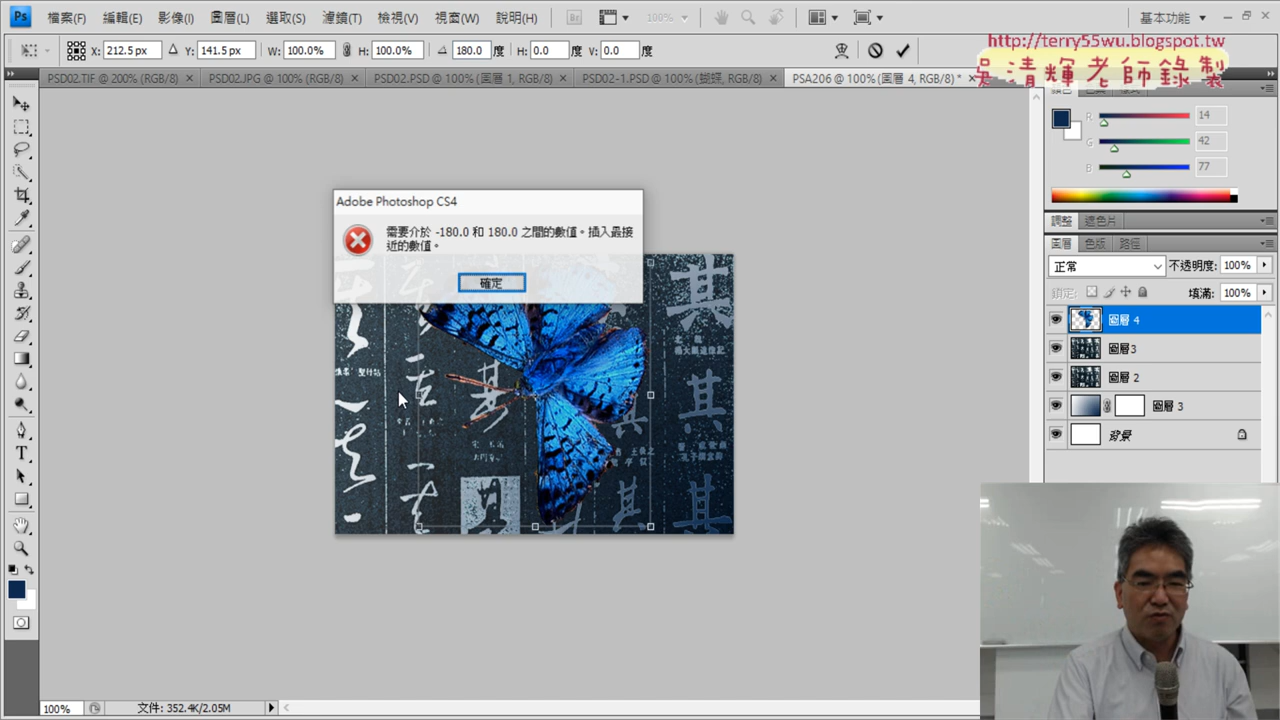 Ps 檔案(F) 編輯(E) 影像(I) 圖層(L) 選取(S) 濾鏡(T) 檢視(V) 視窗(W) 說明(H) Br 100% 基本功能
X: 212.5 px Y: 141.5 px W: 100.0% H: 100.0% 180.0 度 H: 0.0 度 V: 0.0 度
http://terry55wu.blogspot.tw
吳清輝老師錄製
PSD02.TIF @ 200% (RGB/8) PSD02.JPG @ 100% (RGB/8) PSD02.PSD @ 100% (圖層 1, RGB/8) PSD02-1.PSD @ 100% (蝴蝶, RGB/8) PSA206 @ 100% (圖層 4, RGB/8) *
R 14
G 42
B 77
Adobe Photoshop CS4
需要介於 -180.0 和 180.0 之間的數值。插入最接
近的數值。
確定
調整 遮色片
圖層 色版 路徑
正常 不透明度: 100%
鎖定: 填滿: 100%
圖層 4
圖層3
圖層 2
圖層 3
背景
其
其
其
其
100% 文件: 352.4K/2.05M